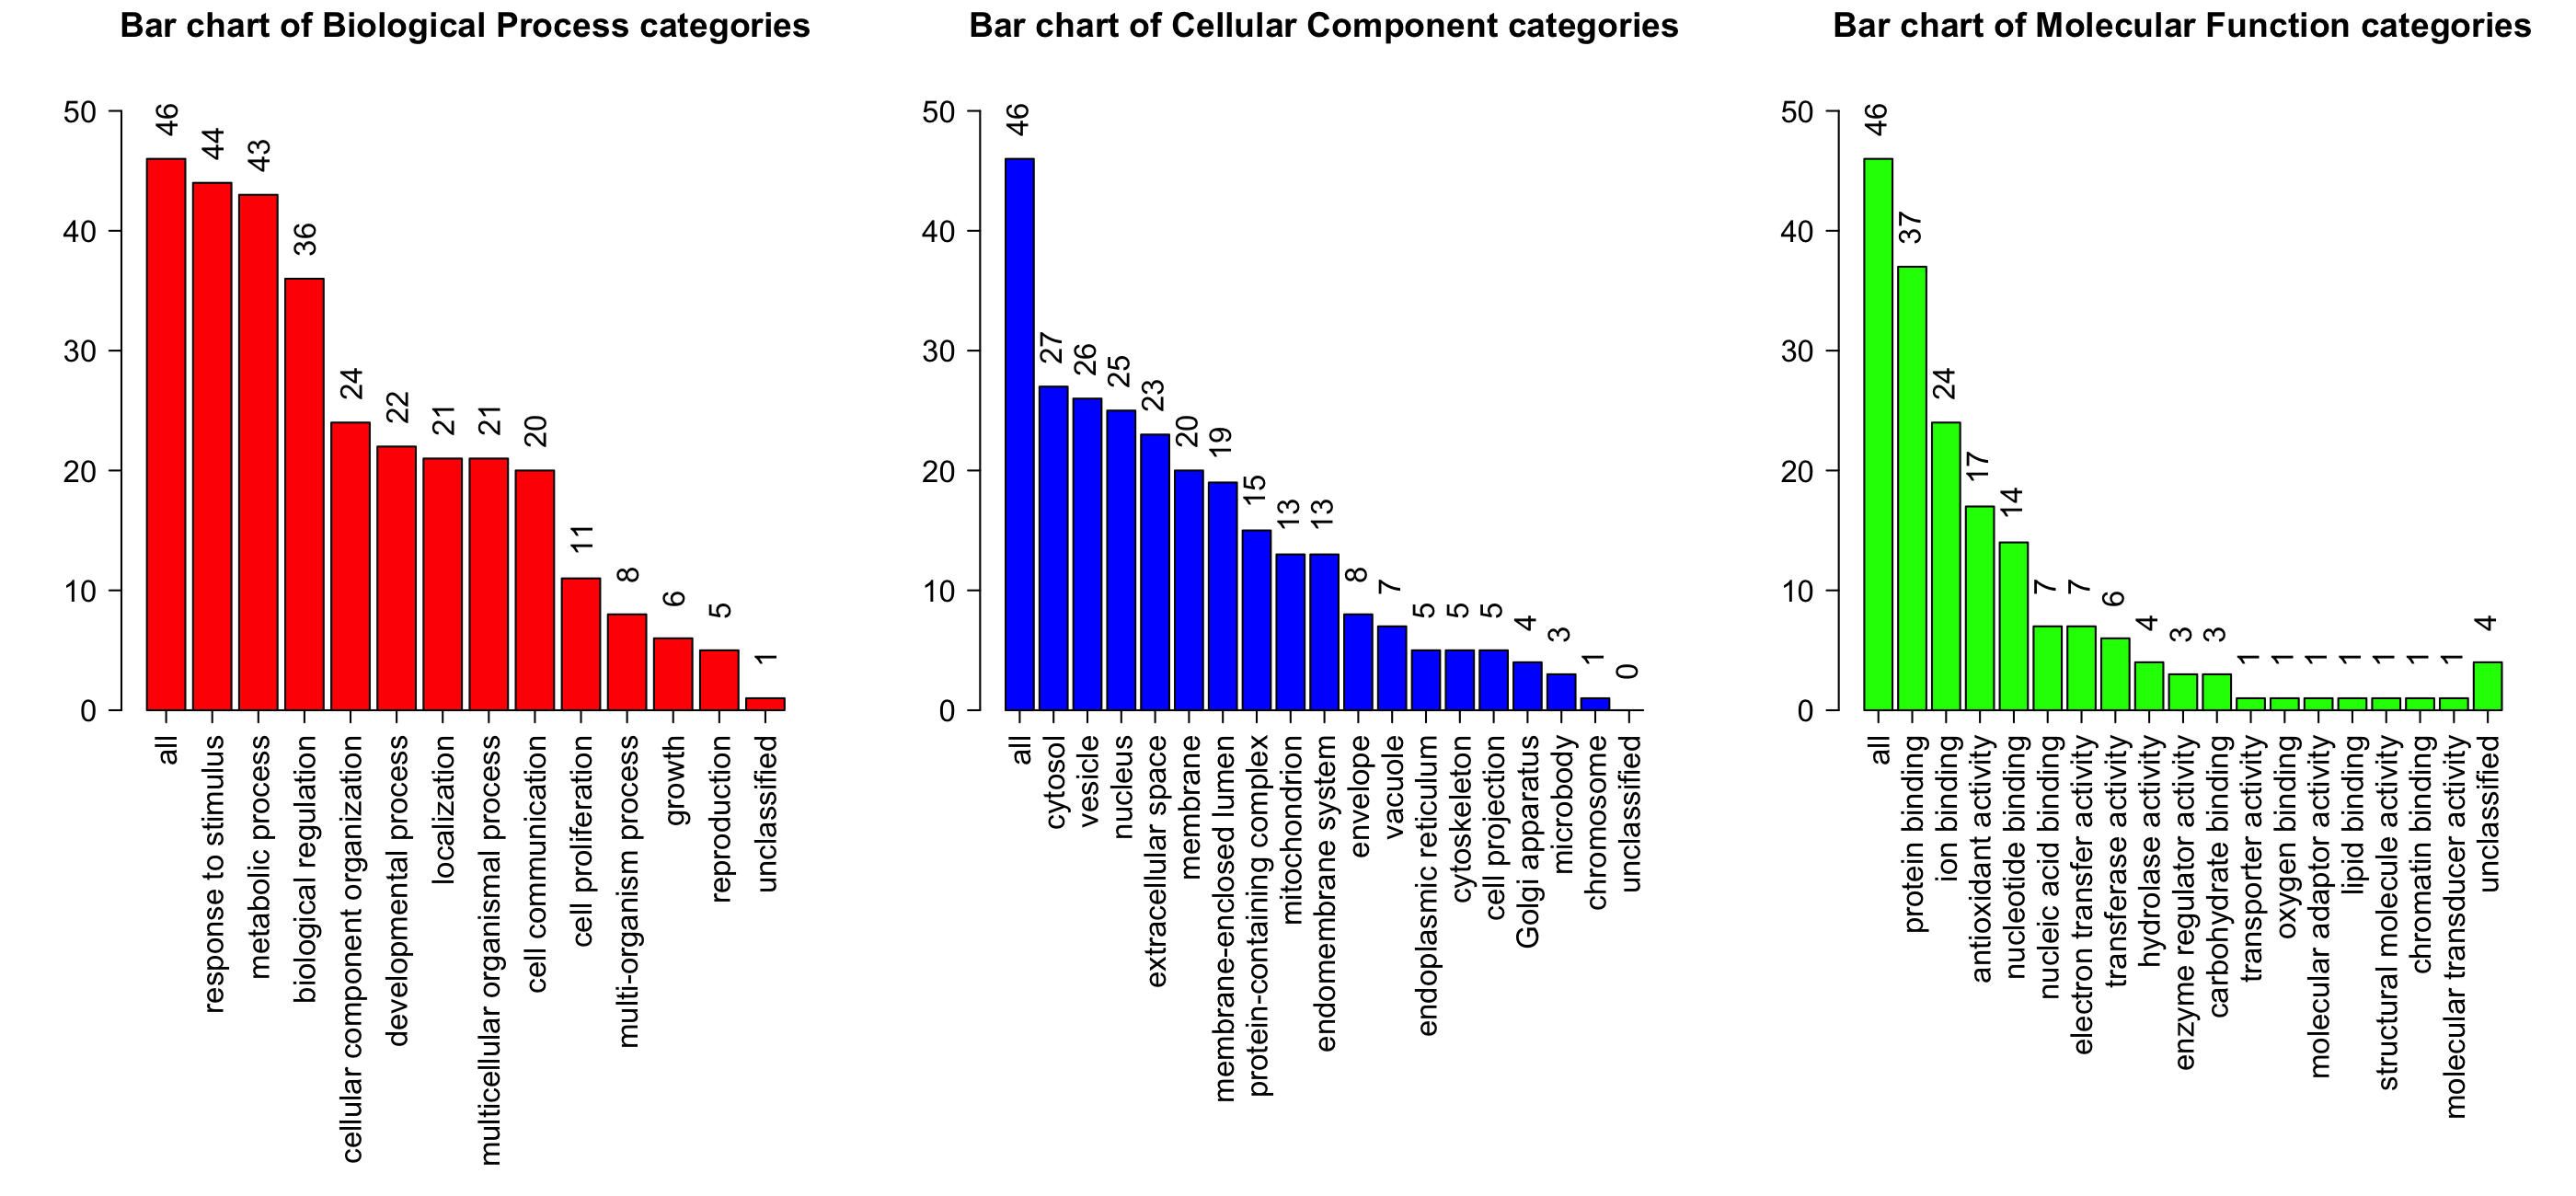 Bar chart of Biological Process categories
50
40
30
20
10
0
46
44
43
36
24
22
21
21
20
11
8
6
5
1
all
response to stimulus
metabolic process
biological regulation
cellular component organization
developmental process
localization
multicellular organismal process
cell communication
cell proliferation
multi-organism process
growth
reproduction
unclassified
Bar chart of Cellular Component categories
50
40
30
20
10
0
46
27
26
25
23
20
19
15
13
13
8
7
5
5
5
4
3
1
0
all
cytosol
vesicle
nucleus
extracellular space
membrane
membrane-enclosed lumen
protein-containing complex
mitochondrion
endomembrane system
envelope
vacuole
endoplasmic reticulum
cytoskeleton
cell projection
Golgi apparatus
microbody
chromosome
unclassified
Bar chart of Molecular Function categories
50
40
30
20
10
0
46
37
24
17
14
7
7
6
4
3
3
1
1
1
1
1
1
1
4
all
protein binding
ion binding
antioxidant activity
nucleotide binding
nucleic acid binding
electron transfer activity
transferase activity
hydrolase activity
enzyme regulator activity
carbohydrate binding
transporter activity
oxygen binding
molecular adaptor activity
lipid binding
structural molecule activity
chromatin binding
molecular transducer activity
unclassified